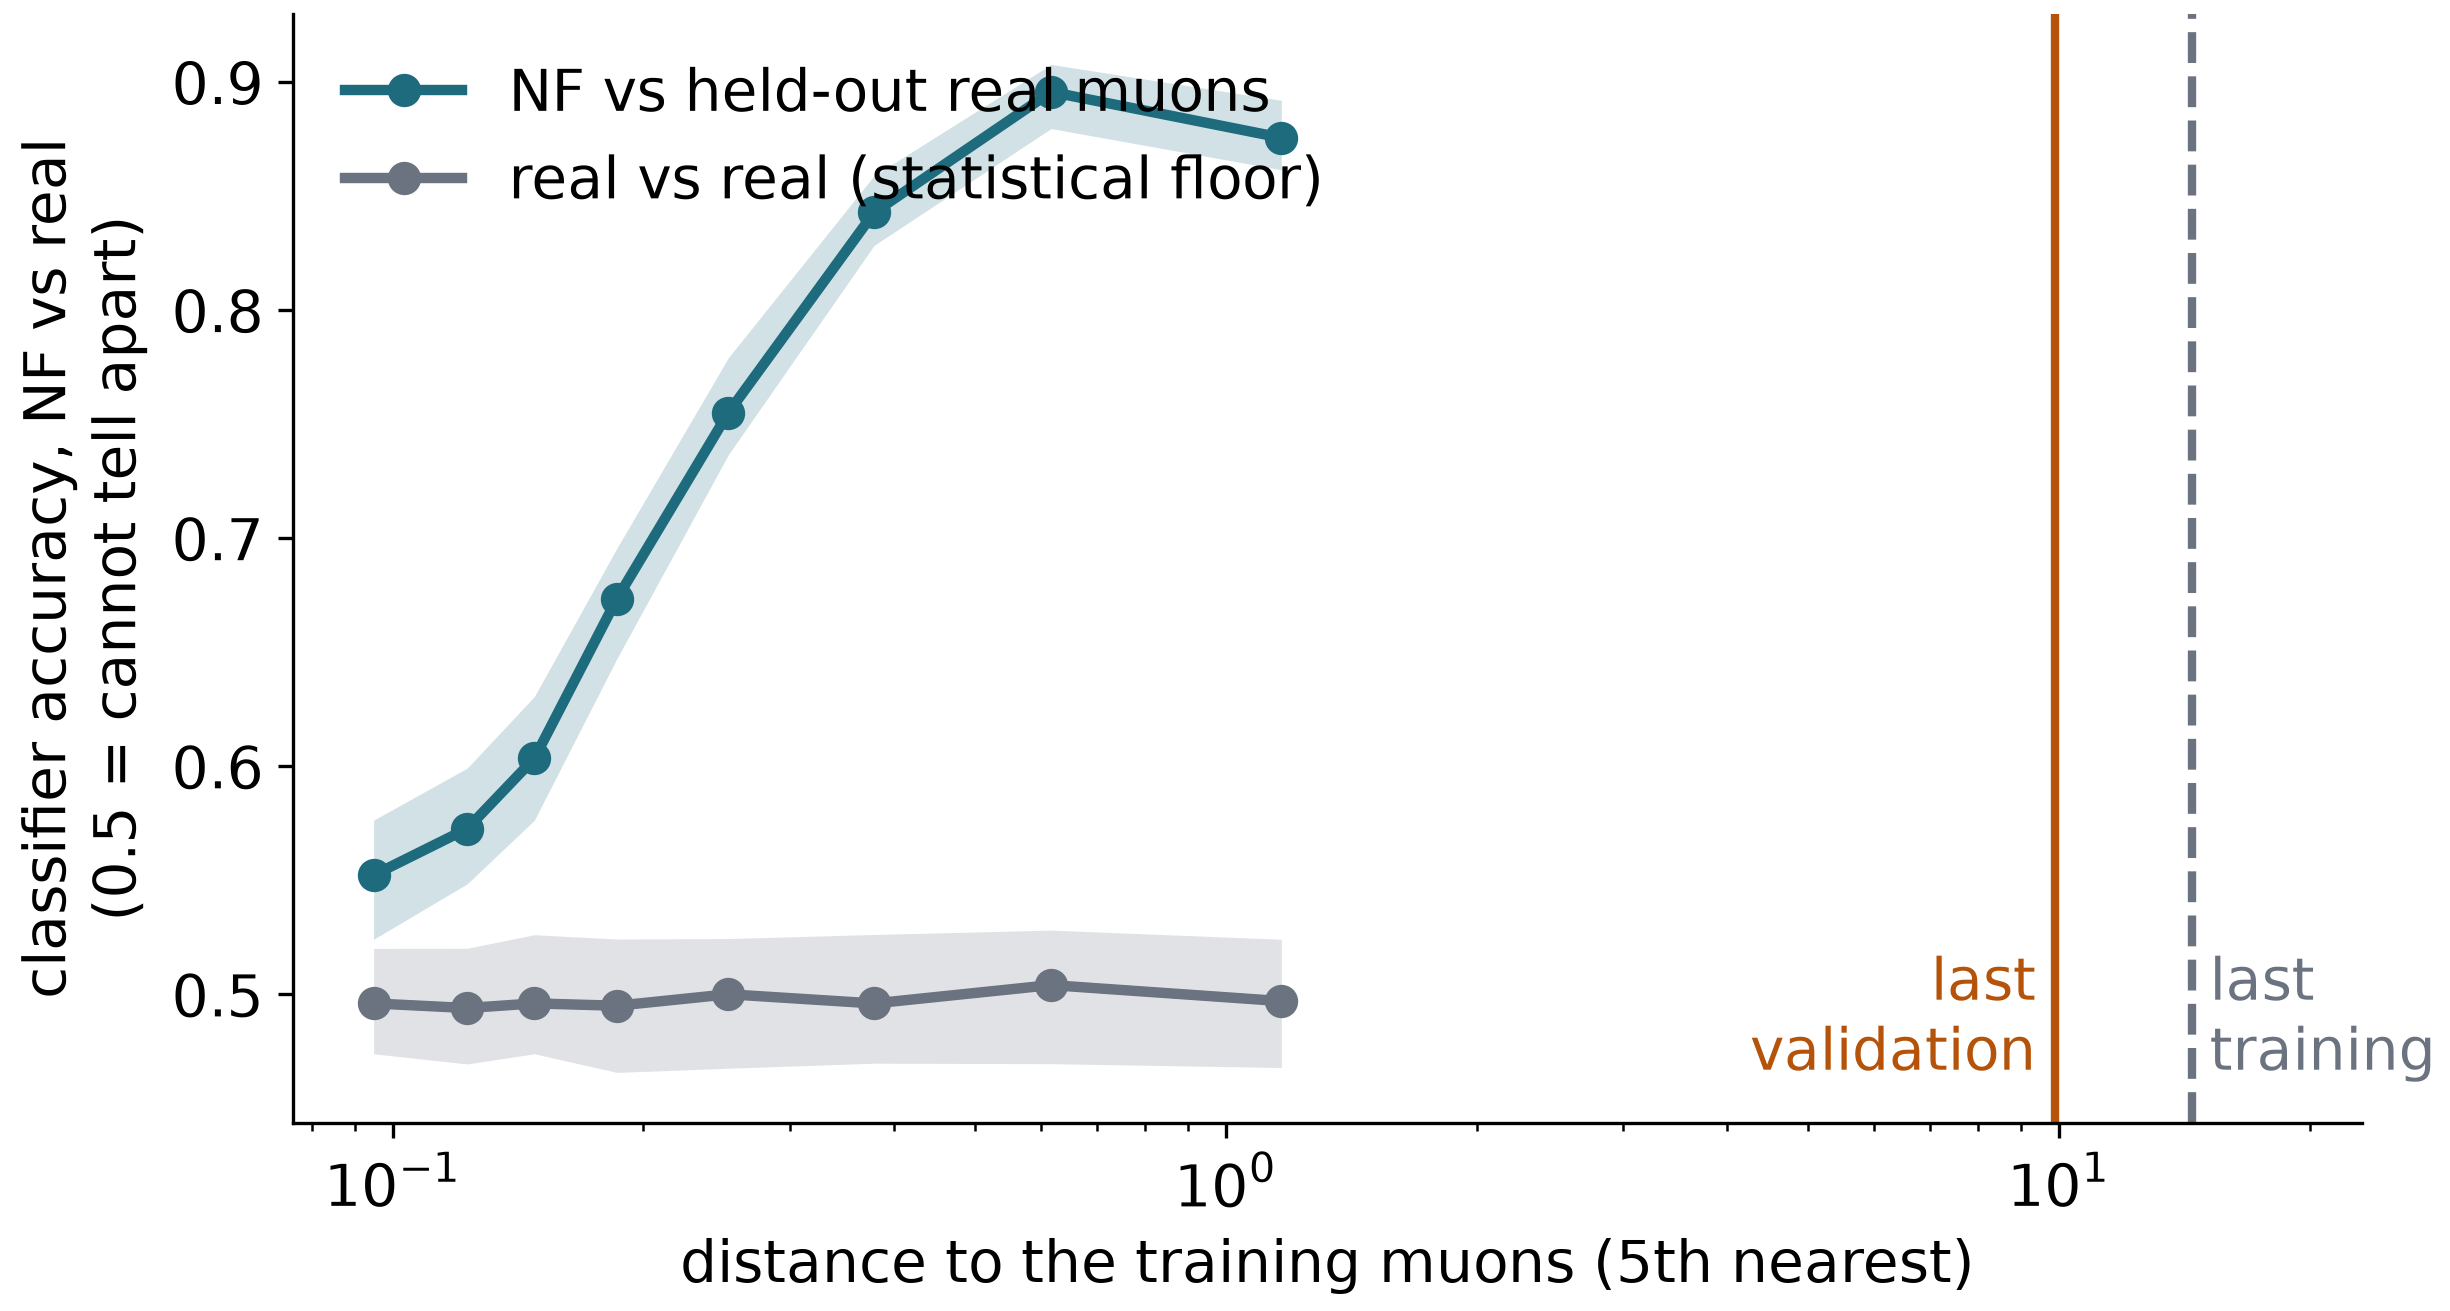 NF vs held-out real muons
real vs real (statistical floor)
classifier accuracy, NF vs real
(0.5 = cannot tell apart)
0.9
0.8
0.7
0.6
0.5
last
validation
last
training
10⁻¹
10⁰
10¹
distance to the training muons (5th nearest)